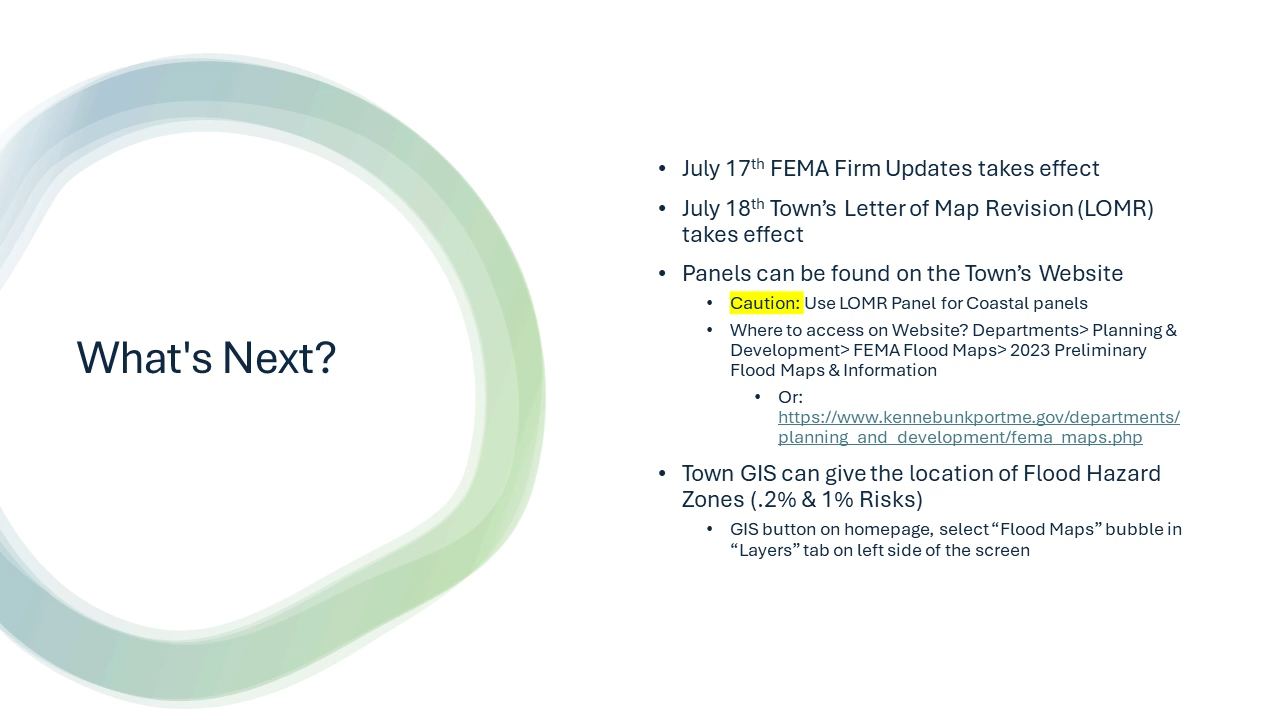 What's Next?
• July 17th FEMA Firm Updates takes effect
• July 18th Town’s Letter of Map Revision (LOMR)
takes effect
• Panels can be found on the Town’s Website
• Caution: Use LOMR Panel for Coastal panels
• Where to access on Website? Departments> Planning &
Development> FEMA Flood Maps> 2023 Preliminary
Flood Maps & Information
• Or:
https://www.kennebunkportme.gov/departments/
planning_and_development/fema_maps.php
• Town GIS can give the location of Flood Hazard
Zones (.2% & 1% Risks)
• GIS button on homepage, select “Flood Maps” bubble in
“Layers” tab on left side of the screen